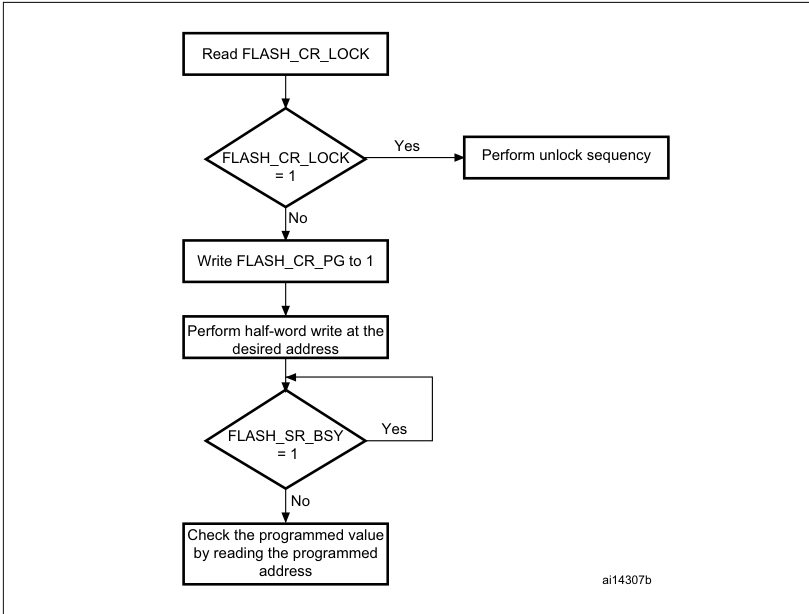 Read FLASH_CR_LOCK
FLASH_CR_LOCK
= 1
Yes
Perform unlock sequency
No
Write FLASH_CR_PG to 1
Perform half-word write at the
desired address
FLASH_SR_BSY
= 1
Yes
No
Check the programmed value
by reading the programmed
address
ai14307b